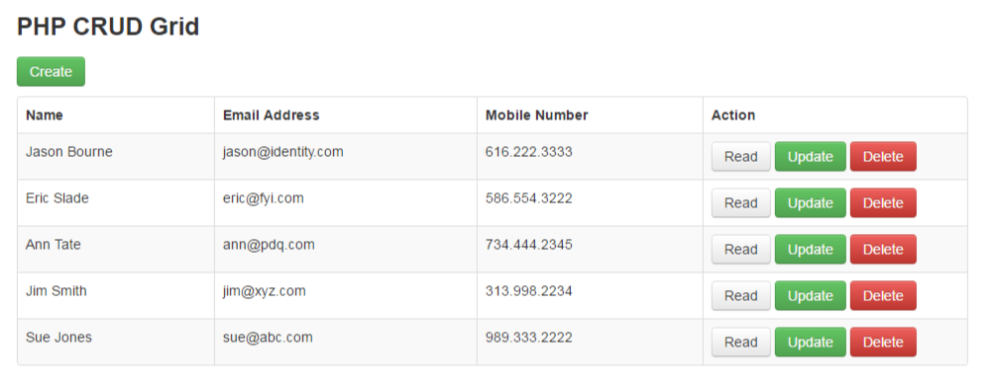 PHP CRUD Grid
Create
Name Email Address Mobile Number Action
Jason Bourne jason@identity.com 616.222.3333 Read Update Delete
Eric Slade eric@fyi.com 586.554.3222 Read Update Delete
Ann Tate ann@pdq.com 734.444.2345 Read Update Delete
Jim Smith jim@xyz.com 313.998.2234 Read Update Delete
Sue Jones sue@abc.com 989.333.2222 Read Update Delete